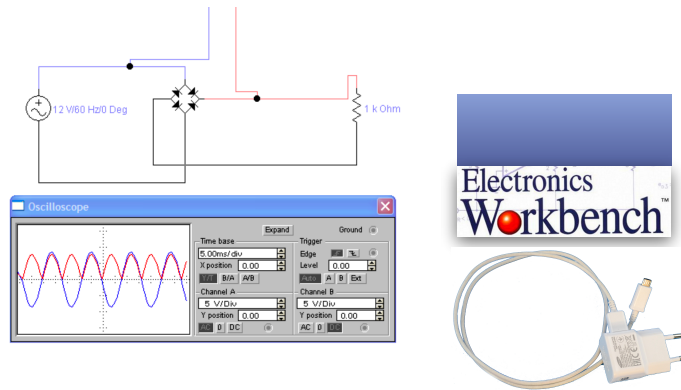 12 V/60 Hz/0 Deg
1 k Ohm
Oscilloscope
Expand
Ground
Time base
5.00ms/div
X position 0.00
Y/T B/A A/B
Trigger
Edge
Level 0.00
Auto A B Ext
Channel A
5 V/Div
Y position 0.00
AC 0 DC
Channel B
5 V/Div
Y position 0.00
AC 0 DC
Electronics
Workbench™